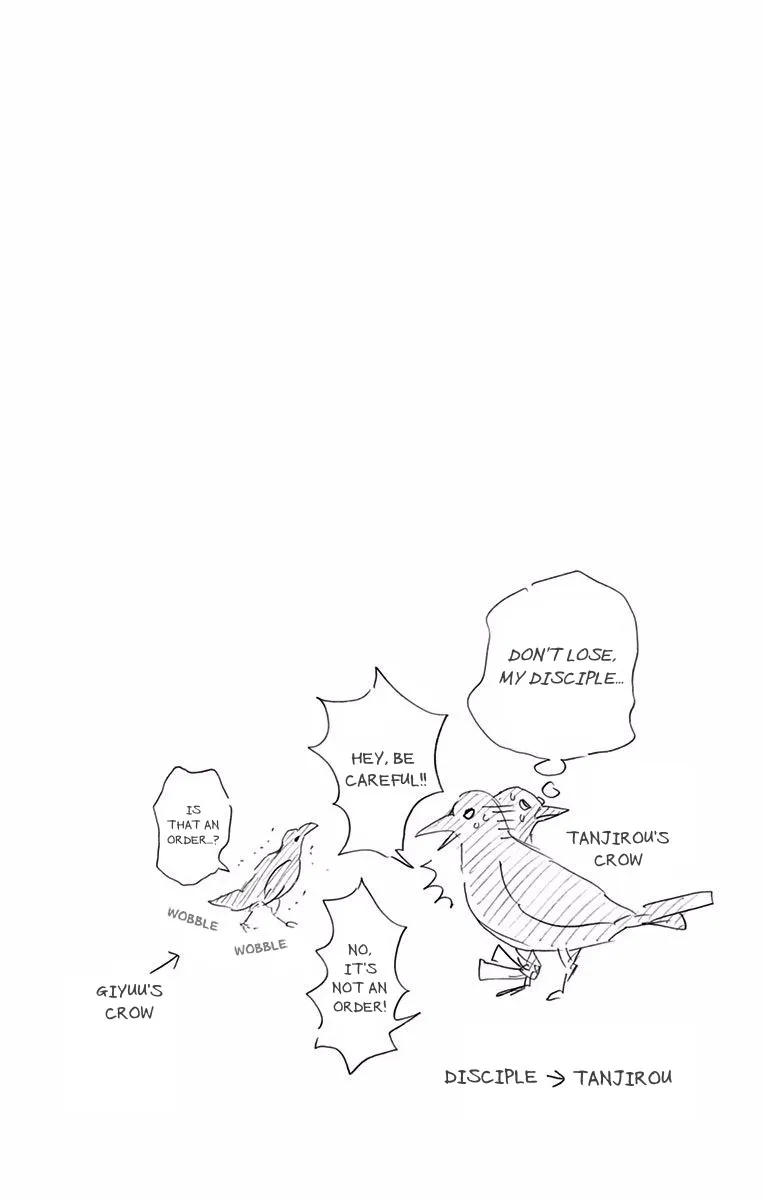 DON'T LOSE,
MY DISCIPLE...
HEY, BE
CAREFUL!!
TANJIROU'S
CROW
IS
THAT AN
ORDER...?
WOBBLE
WOBBLE
NO,
IT'S
NOT AN
ORDER!
GIYUU'S
CROW
DISCIPLE → TANJIROU